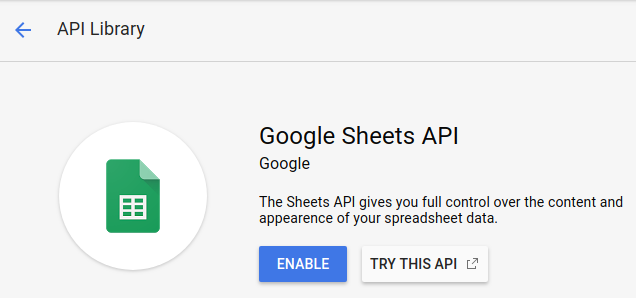 API Library
Google Sheets API
Google
The Sheets API gives you full control over the content and
appearence of your spreadsheet data.
ENABLE
TRY THIS API